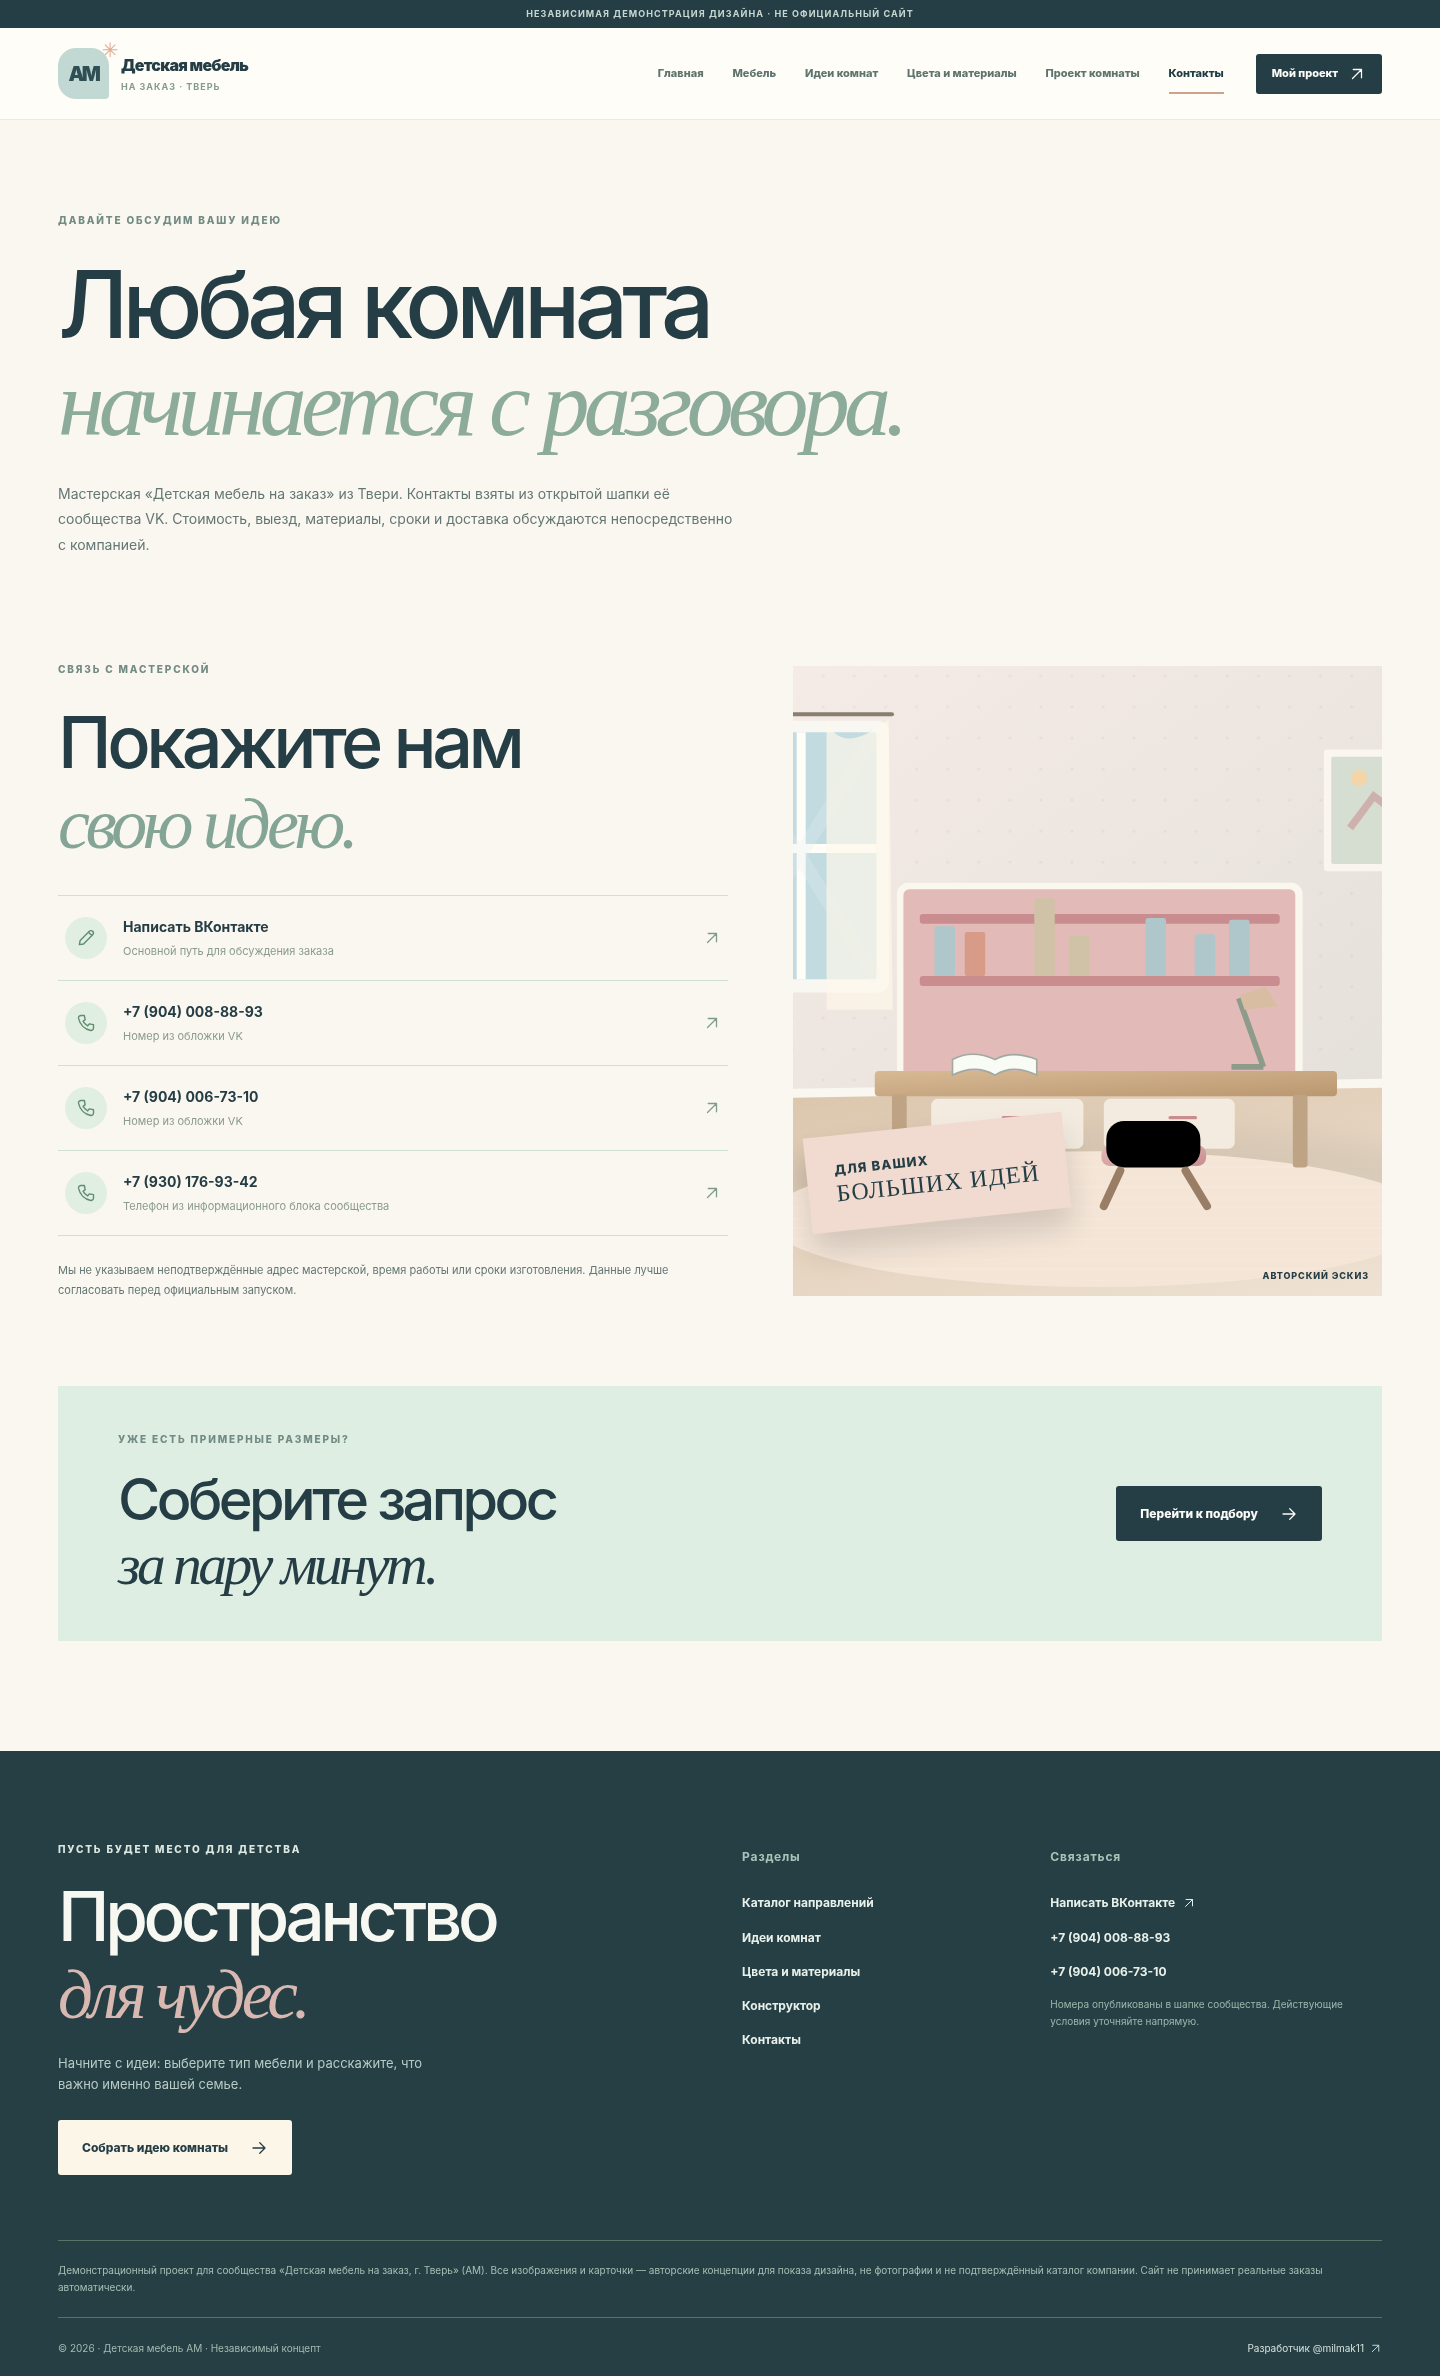 НЕЗАВИСИМАЯ ДЕМОНСТРАЦИЯ ДИЗАЙНА · НЕ ОФИЦИАЛЬНЫЙ САЙТ
АМ
Детская мебель
НА ЗАКАЗ · ТВЕРЬ
Главная
Мебель
Идеи комнат
Цвета и материалы
Проект комнаты
Контакты
Мой проект
ДАВАЙТЕ ОБСУДИМ ВАШУ ИДЕЮ
Любая комната
начинается с разговора.
Мастерская «Детская мебель на заказ» из Твери. Контакты взяты из открытой шапки её
сообщества VK. Стоимость, выезд, материалы, сроки и доставка обсуждаются непосредственно
с компанией.
СВЯЗЬ С МАСТЕРСКОЙ
Покажите нам
свою идею.
Написать ВКонтакте
Основной путь для обсуждения заказа
+7 (904) 008-88-93
Номер из обложки VK
+7 (904) 006-73-10
Номер из обложки VK
+7 (930) 176-93-42
Телефон из информационного блока сообщества
Мы не указываем неподтверждённые адрес мастерской, время работы или сроки изготовления. Данные лучше
согласовать перед официальным запуском.
ДЛЯ ВАШИХ
БОЛЬШИХ ИДЕЙ
АВТОРСКИЙ ЭСКИЗ
УЖЕ ЕСТЬ ПРИМЕРНЫЕ РАЗМЕРЫ?
Соберите запрос
за пару минут.
Перейти к подбору
ПУСТЬ БУДЕТ МЕСТО ДЛЯ ДЕТСТВА
Пространство
для чудес.
Начните с идеи: выберите тип мебели и расскажите, что
важно именно вашей семье.
Собрать идею комнаты
Разделы
Каталог направлений
Идеи комнат
Цвета и материалы
Конструктор
Контакты
Связаться
Написать ВКонтакте
+7 (904) 008-88-93
+7 (904) 006-73-10
Номера опубликованы в шапке сообщества. Действующие
условия уточняйте напрямую.
Демонстрационный проект для сообщества «Детская мебель на заказ, г. Тверь» (АМ). Все изображения и карточки — авторские концепции для показа дизайна, не фотографии и не подтверждённый каталог компании. Сайт не принимает реальные заказы
автоматически.
© 2026 · Детская мебель АМ · Независимый концепт
Разработчик @milmak11